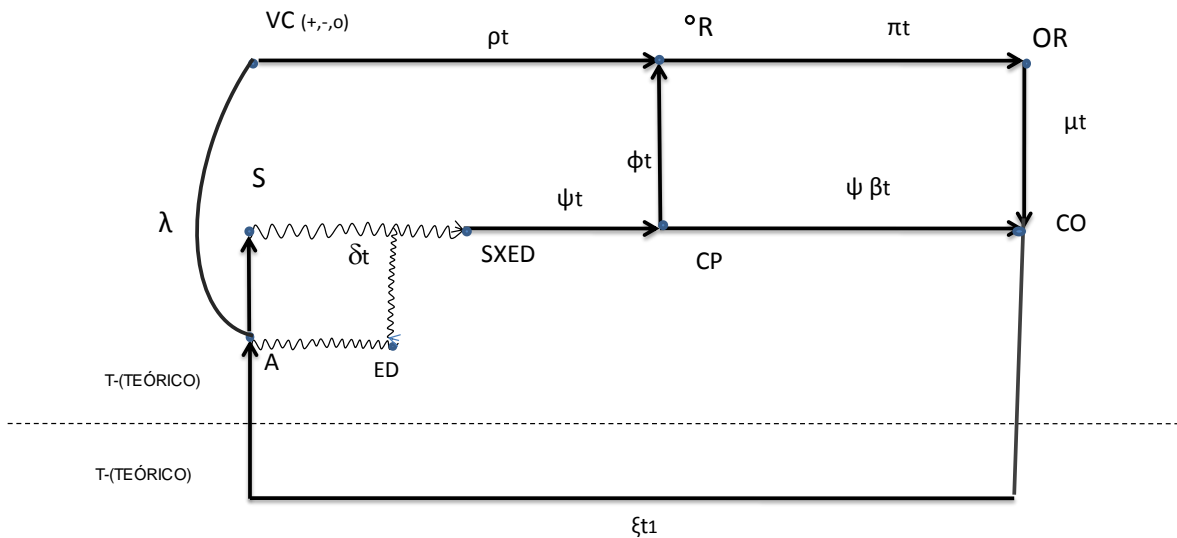 VC (+,-,o)
°R
πt
OR
ρt
μt
ϕt
S
ψt
ψ βt
λ
CO
δt
SXED
CP
A
ED
T-(TEÓRICO)
T-(TEÓRICO)
ξt1